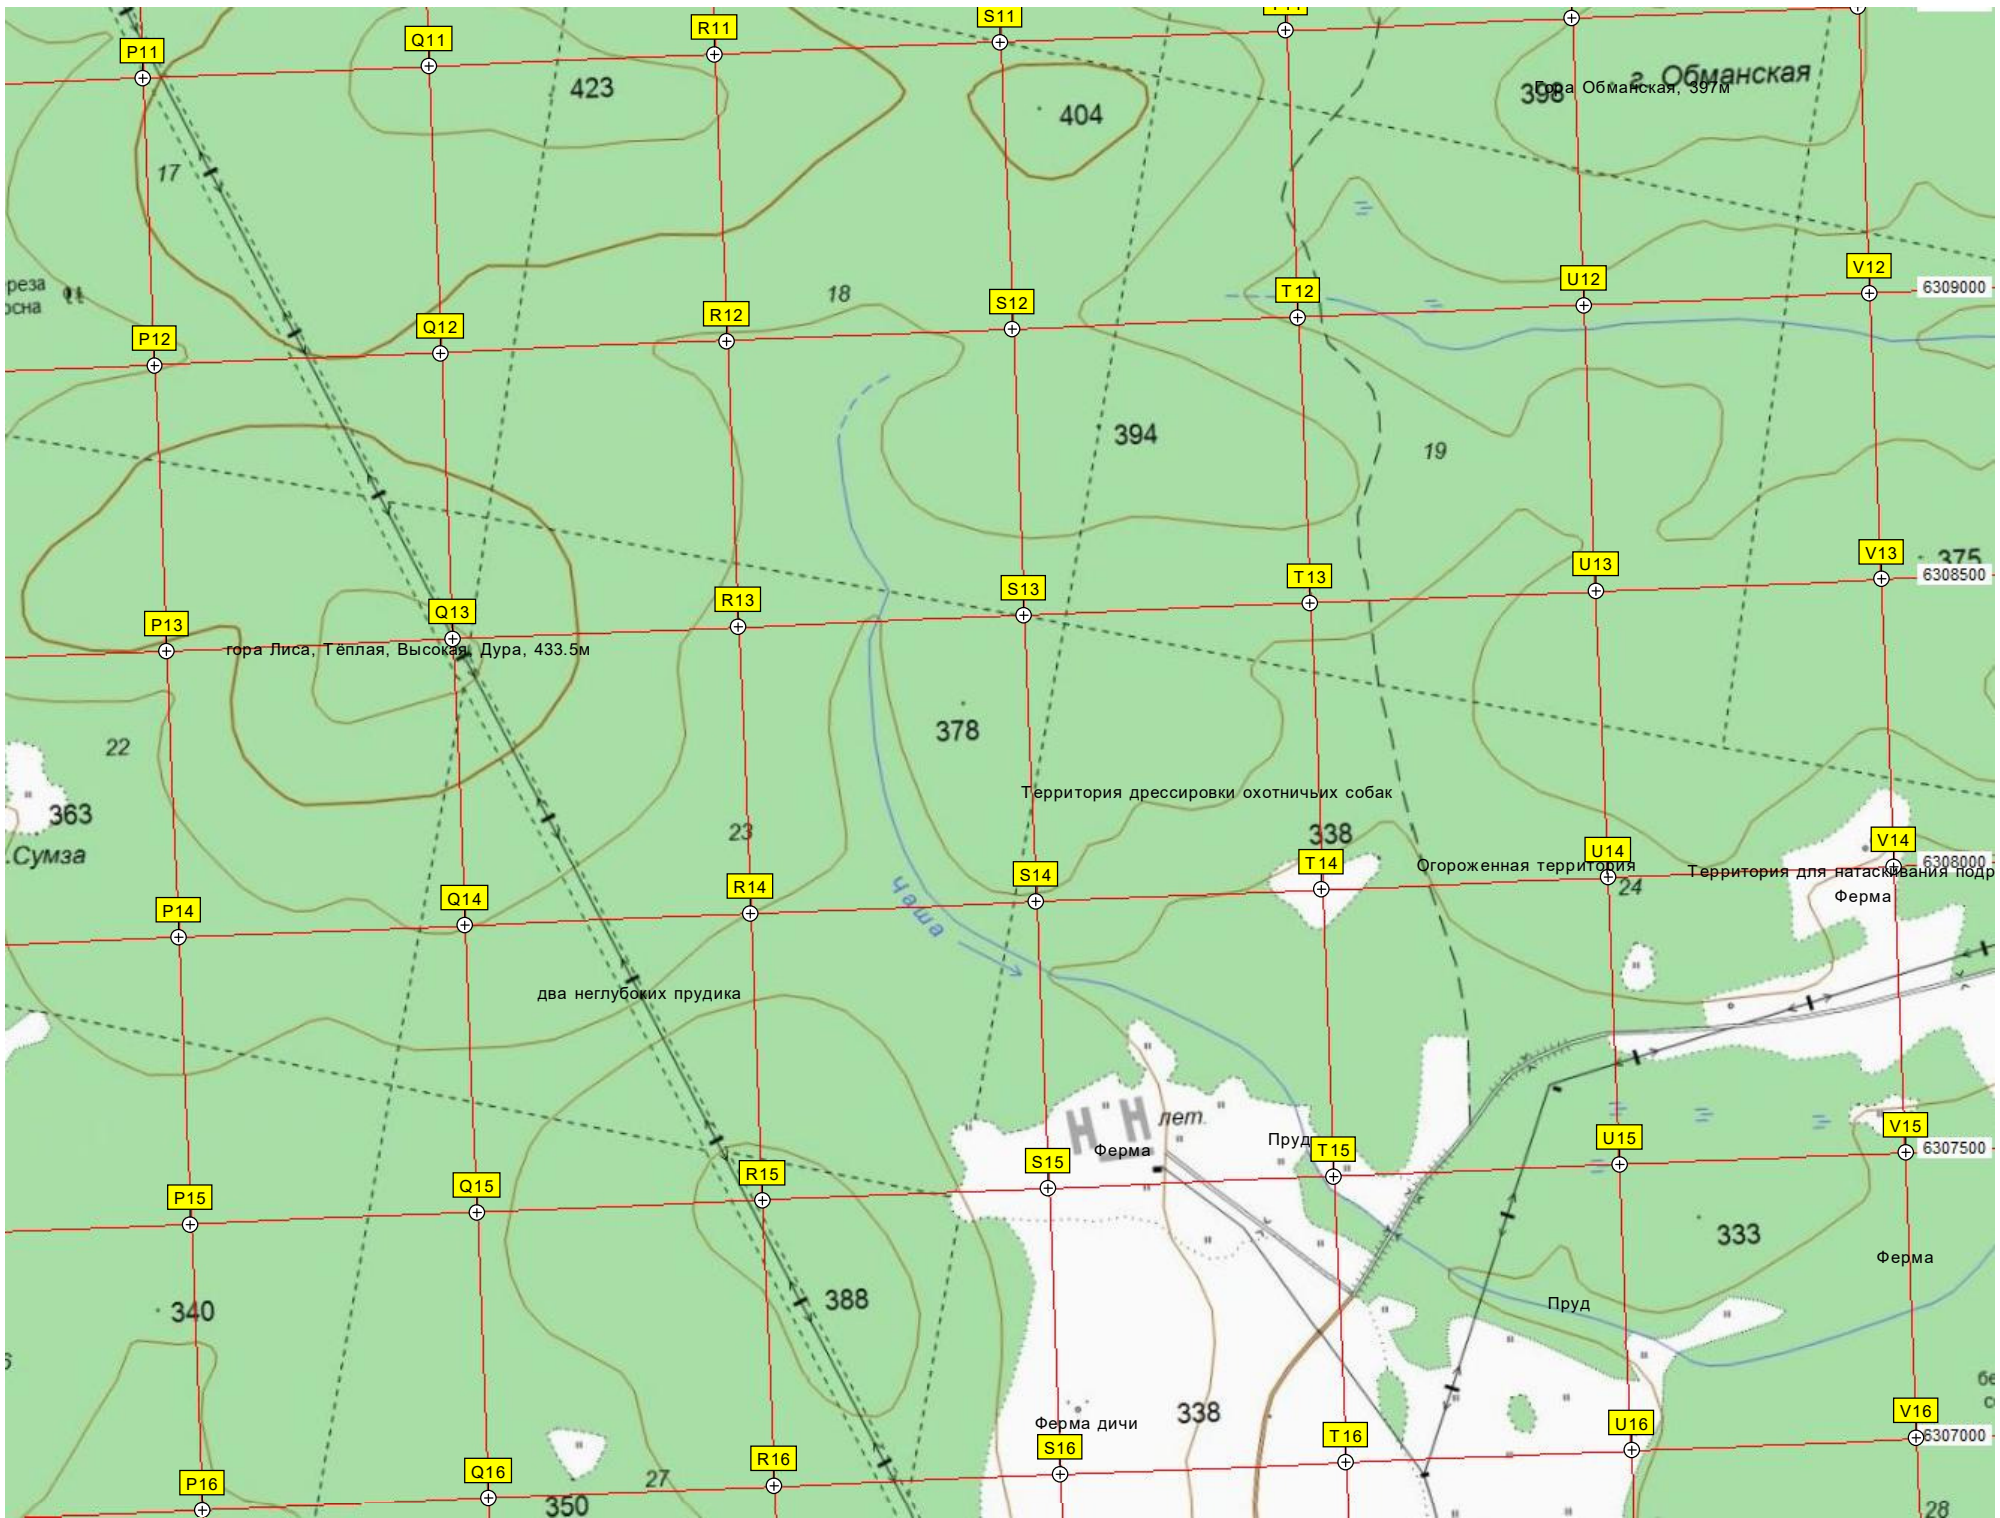 S11
P11
Q11
R11
423
404
398
г. Обманская
Гора Обманская, 397м
17
18
P12
Q12
R12
S12
T12
U12
V12
6309000
394
19
P13
Q13
R13
S13
T13
U13
V13
375
6308500
гора Лиса, Тёплая, Высокая, Дура, 433.5м
22
378
363
.Сумза
23
Территория дрессировки охотничьих собак
338
P14
Q14
R14
S14
T14
U14
V14
6308000
Огороженная территория
24
Территория для натаскивания подр
Ферма
Чаша
два неглубоких прудика
лет.
Ферма
Пруд
P15
Q15
R15
S15
T15
U15
V15
6307500
333
Ферма
340
388
Пруд
Ферма дичи
338
P16
Q16
R16
S16
T16
U16
V16
6307000
27
350
28